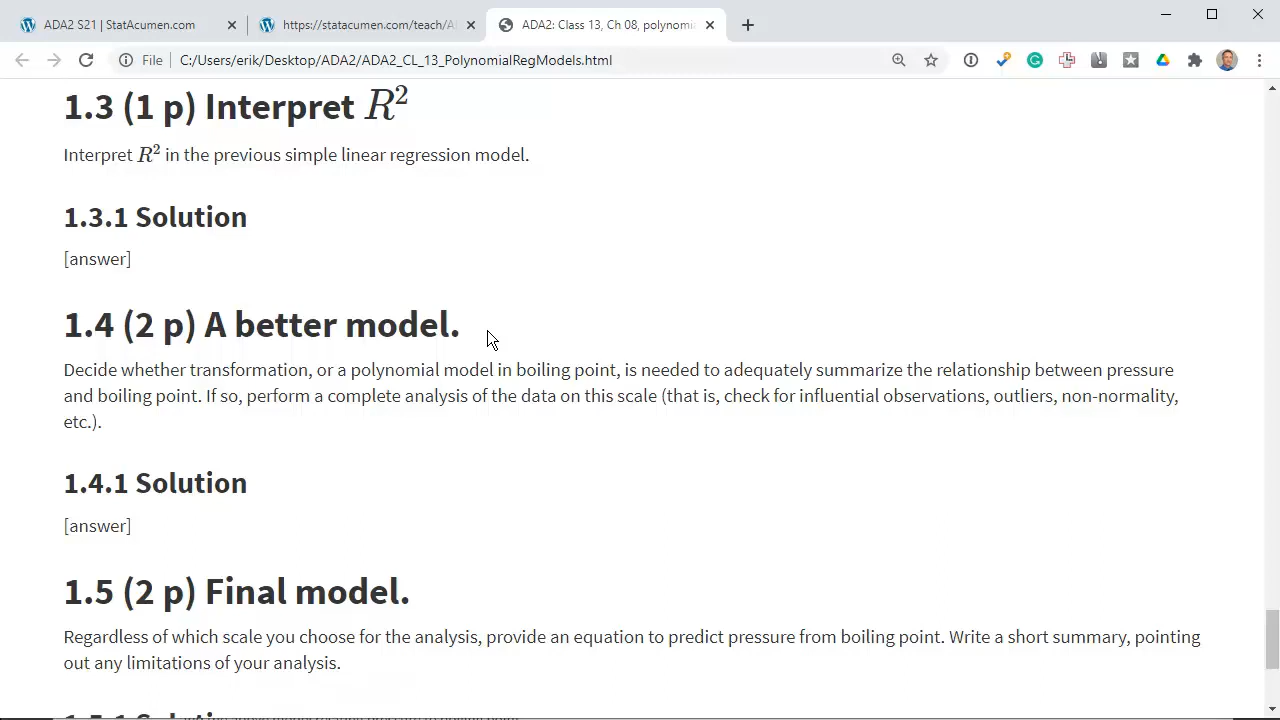 ADA2 S21 | StatAcumen.com
https://statacumen.com/teach/A
ADA2: Class 13, Ch 08, polynomi
File
C:/Users/erik/Desktop/ADA2/ADA2_CL_13_PolynomialRegModels.html
1.3 (1 p) Interpret R²
Interpret R² in the previous simple linear regression model.
1.3.1 Solution
[answer]
1.4 (2 p) A better model.
Decide whether transformation, or a polynomial model in boiling point, is needed to adequately summarize the relationship between pressure
and boiling point. If so, perform a complete analysis of the data on this scale (that is, check for influential observations, outliers, non-normality,
etc.).
1.4.1 Solution
[answer]
1.5 (2 p) Final model.
Regardless of which scale you choose for the analysis, provide an equation to predict pressure from boiling point. Write a short summary, pointing
out any limitations of your analysis.